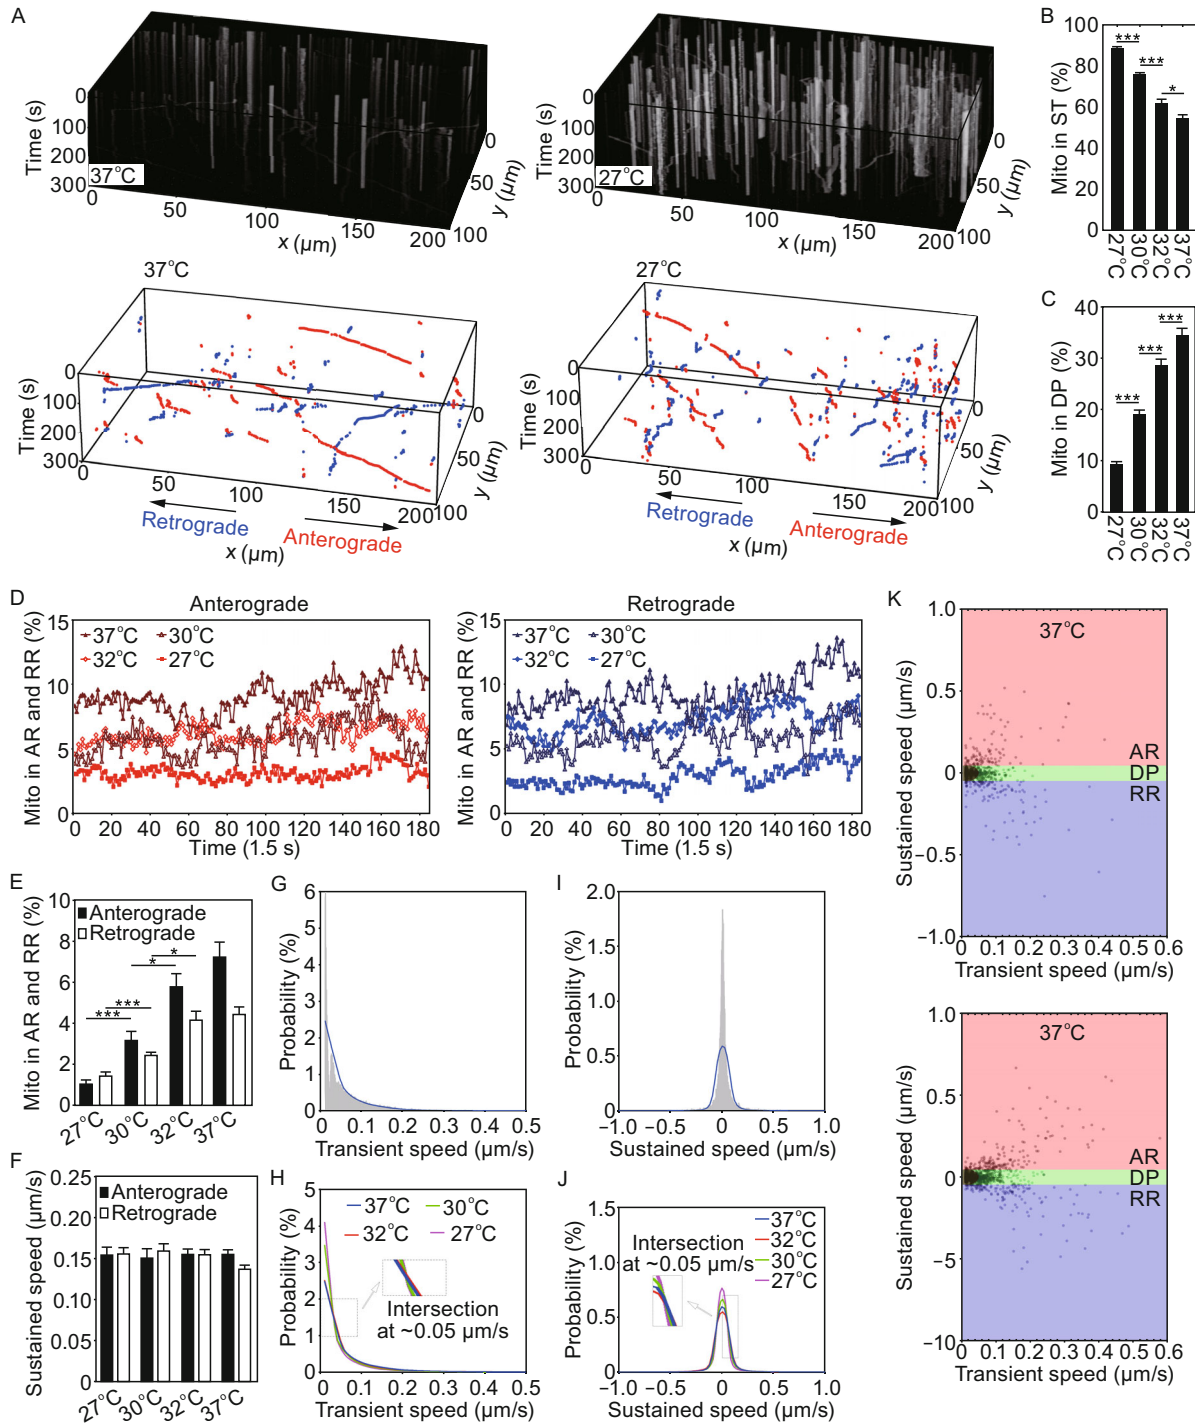 A
Time (s)
0
100
200
300
37°C
0
50
100
150
200
x (µm)
0
50
100
y (µm)
Time (s)
0
100
200
300
27°C
0
50
100
150
200
x (µm)
0
50
100
y (µm)
37°C
Time (s)
0
100
200
300
0
50
100
150
200
0
50
100
y (µm)
Retrograde
Anterograde
x (µm)
27°C
Time (s)
0
100
200
300
0
50
100
150
200
0
50
100
y (µm)
Retrograde
Anterograde
x (µm)
B
Mito in ST (%)
100
80
60
40
20
0
*** *** *
27°C 30°C 32°C 37°C
C
Mito in DP (%)
40
30
20
10
0
*** *** ***
27°C 30°C 32°C 37°C
D
Anterograde
Mito in AR and RR (%)
15
10
5
0
37°C 30°C
32°C 27°C
0 20 40 60 80 100 120 140 160 180
Time (1.5 s)
Retrograde
Mito in AR and RR (%)
15
10
5
0
37°C 30°C
32°C 27°C
0 20 40 60 80 100 120 140 160 180
Time (1.5 s)
E
Mito in AR and RR (%)
10
8
6
4
2
0
Anterograde
Retrograde
*** *** * *
27°C 30°C 32°C 37°C
F
Sustained speed (µm/s)
0.25
0.20
0.15
0.10
0.05
0
Anterograde
Retrograde
27°C 30°C 32°C 37°C
G
Probability (%)
6
5
4
3
2
1
0
0 0.1 0.2 0.3 0.4 0.5
Transient speed (µm/s)
H
Probability (%)
5
4
3
2
1
0
37°C 30°C
32°C 27°C
Intersection
at ~0.05 µm/s
0 0.1 0.2 0.3 0.4 0.5
Transient speed (µm/s)
I
Probability (%)
2.0
1.5
1.0
0.5
0
−1.0 −0.5 0 0.5 1.0
Sustained speed (µm/s)
J
Probability (%)
1.5
1.0
0.5
0
37°C
32°C
30°C
27°C
Intersection
at ~0.05 µm/s
−1.0 −0.5 0 0.5 1.0
Sustained speed (µm/s)
K
Sustained speed (µm/s)
1.0
0.5
0
−0.5
−1.0
37°C
AR
DP
RR
0 0.1 0.2 0.3 0.4 0.5 0.6
Transient speed (µm/s)
Sustained speed (µm/s)
1.0
0.5
0
−0.5
−10
37°C
AR
DP
RR
0 0.1 0.2 0.3 0.4 0.5 0.6
Transient speed (µm/s)